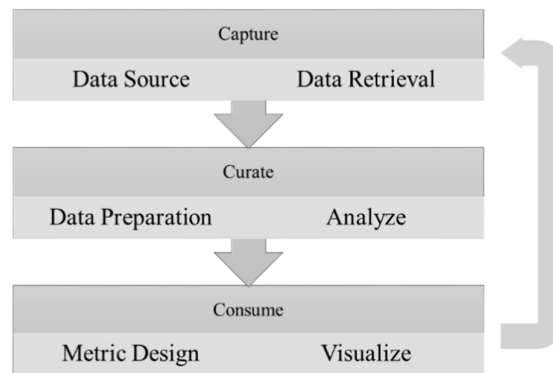 Capture
Data Source Data Retrieval
Curate
Data Preparation Analyze
Consume
Metric Design Visualize